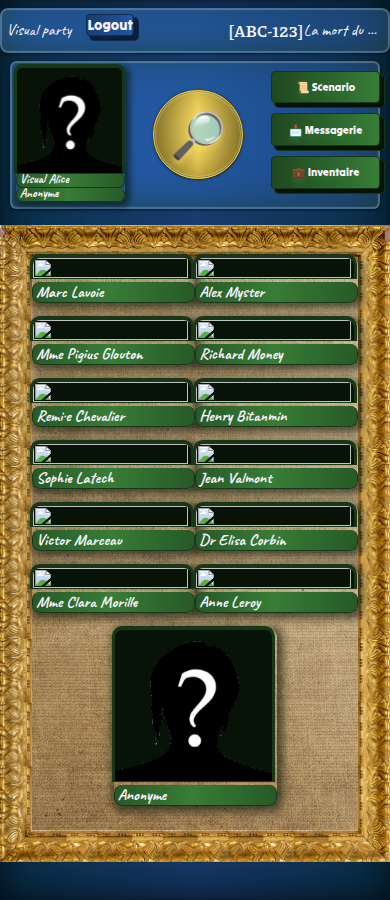 Visual party
Logout
[ABC-123] La mort du ...
📜 Scenario
📩 Messagerie
💼 Inventaire
?
Visual Alice
Anonyme
Marc Lavoie
Alex Myster
Mme Pigius Glouton
Richard Money
Remi·e Chevalier
Henry Bitanmin
Sophie Latech
Jean Valmont
Victor Marceau
Dr Elisa Corbin
Mme Clara Morille
Anne Leroy
?
Anonyme